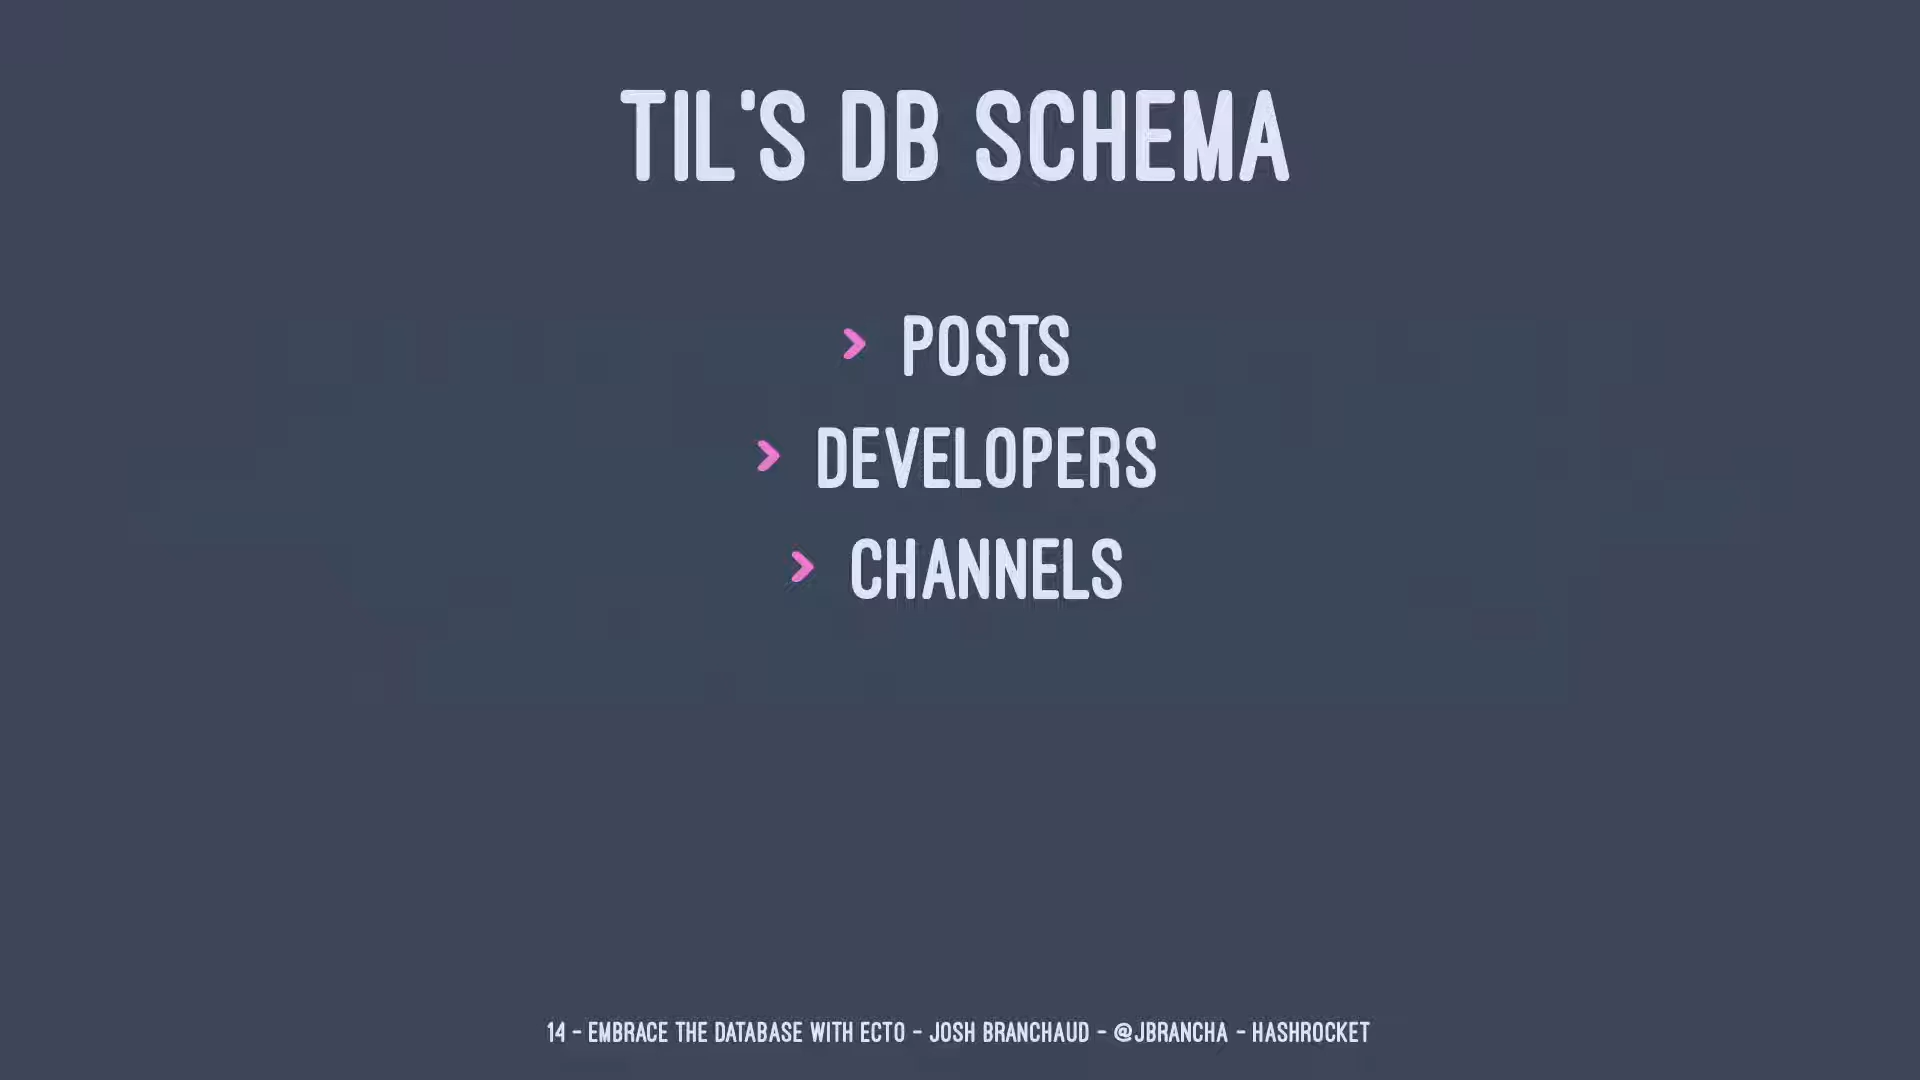 TIL'S DB SCHEMA
> POSTS
> DEVELOPERS
> CHANNELS
14 - EMBRACE THE DATABASE WITH ECTO - JOSH BRANCHAUD - @JBRANCHA - HASHROCKET